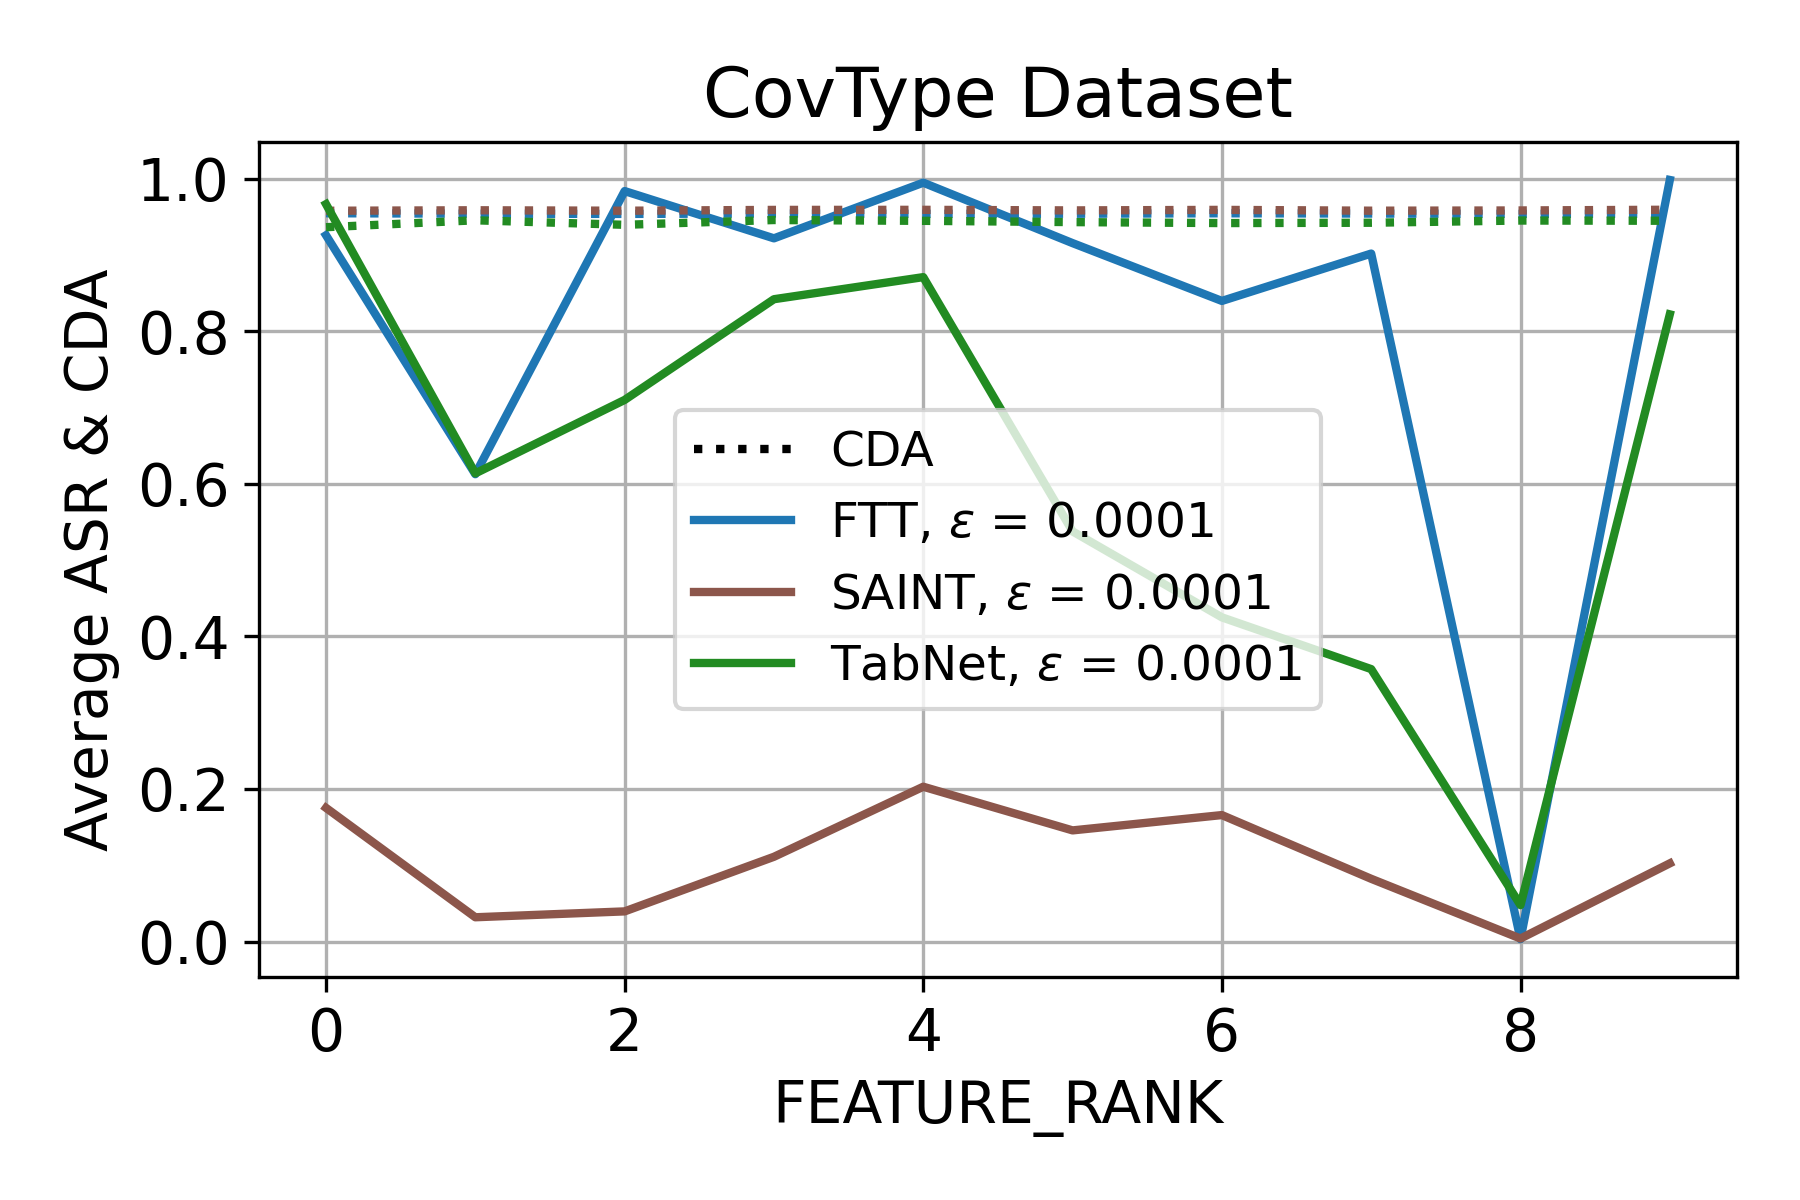 CovType Dataset
Average ASR & CDA
1.0
0.8
0.6
0.4
0.2
0.0
CDA
FTT, ε = 0.0001
SAINT, ε = 0.0001
TabNet, ε = 0.0001
0 2 4 6 8
FEATURE_RANK